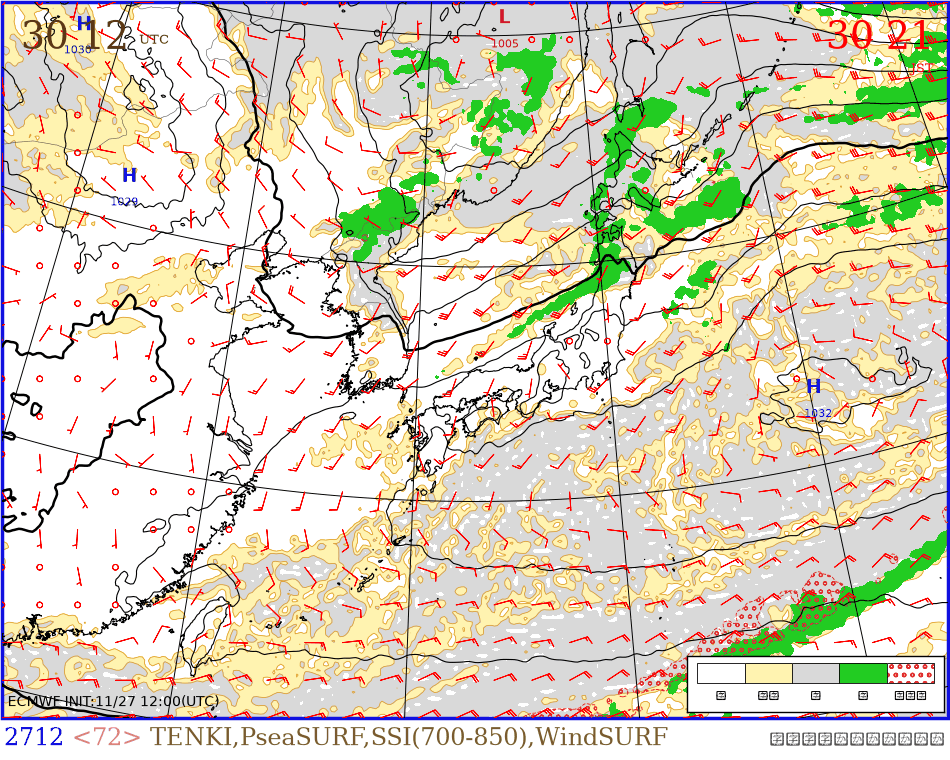 30 12 UTC
30 21
JST
H
1030
L
1005
H
1029
H
1032
ECMWF INIT:11/27 12:00(UTC)
2712 <72> TENKI,PseaSURF,SSI(700-850),WindSURF